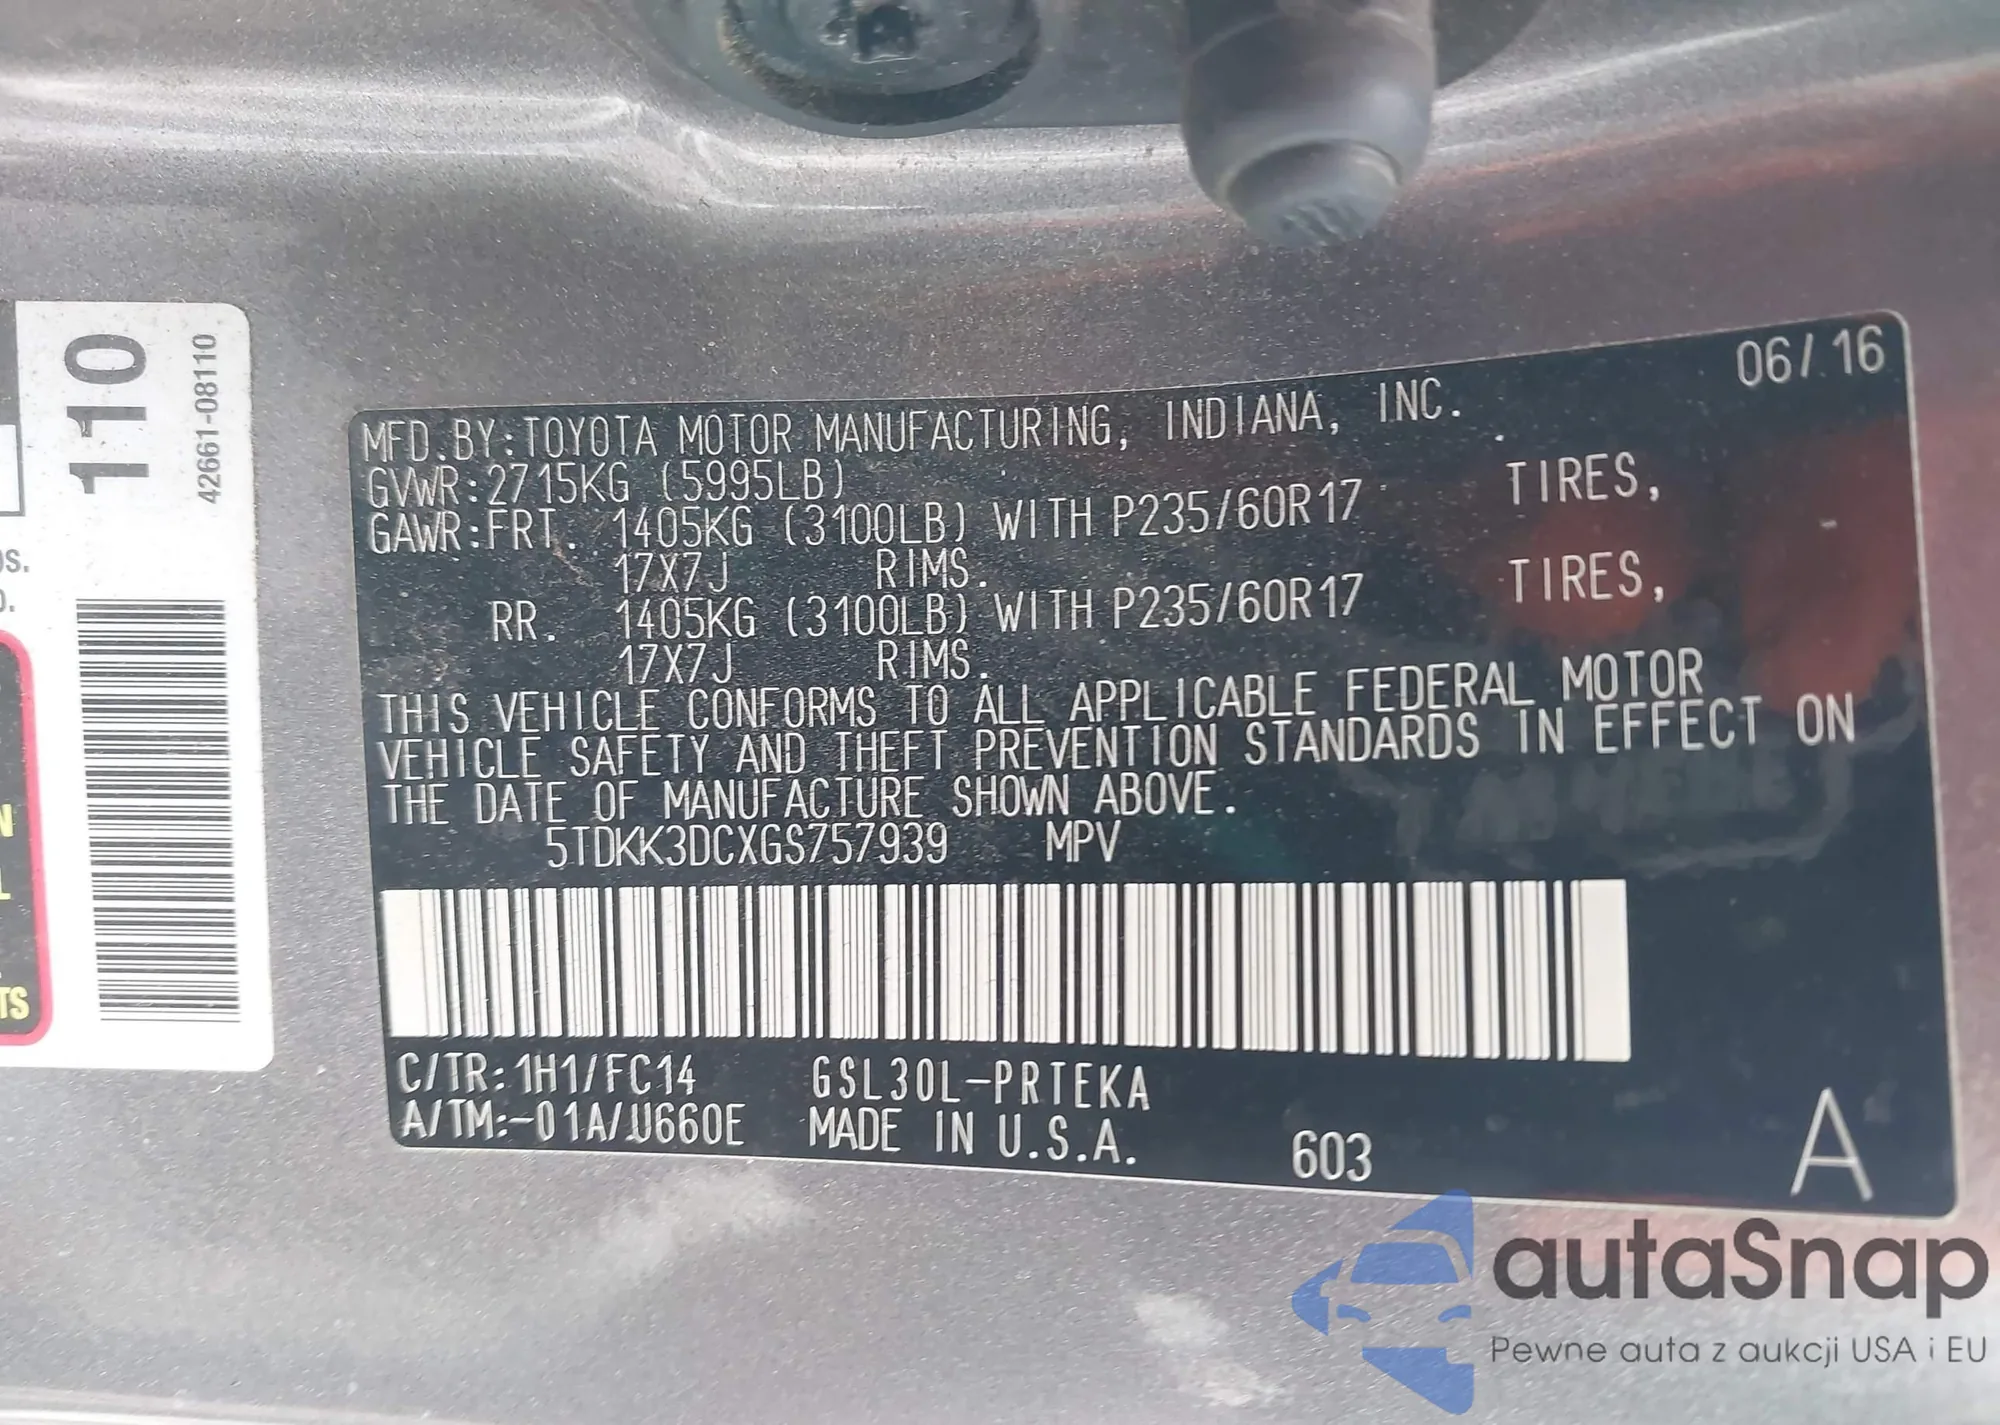 110
42661-08110
TS
06/16
MFD.BY:TOYOTA MOTOR MANUFACTURING, INDIANA, INC.
GVWR:2715KG (5995LB)
GAWR:FRT. 1405KG (3100LB) WITH P235/60R17 TIRES,
17X7J RIMS.
RR. 1405KG (3100LB) WITH P235/60R17 TIRES,
17X7J RIMS.
THIS VEHICLE CONFORMS TO ALL APPLICABLE FEDERAL MOTOR
VEHICLE SAFETY AND THEFT PREVENTION STANDARDS IN EFFECT ON
THE DATE OF MANUFACTURE SHOWN ABOVE.
5TDKK3DCXGS757939 MPV
C/TR:1H1/FC14 GSL30L-PRTEKA
A/TM:-01A/U660E MADE IN U.S.A. 603 A
autaSnap
Pewne auta z aukcji USA i EU